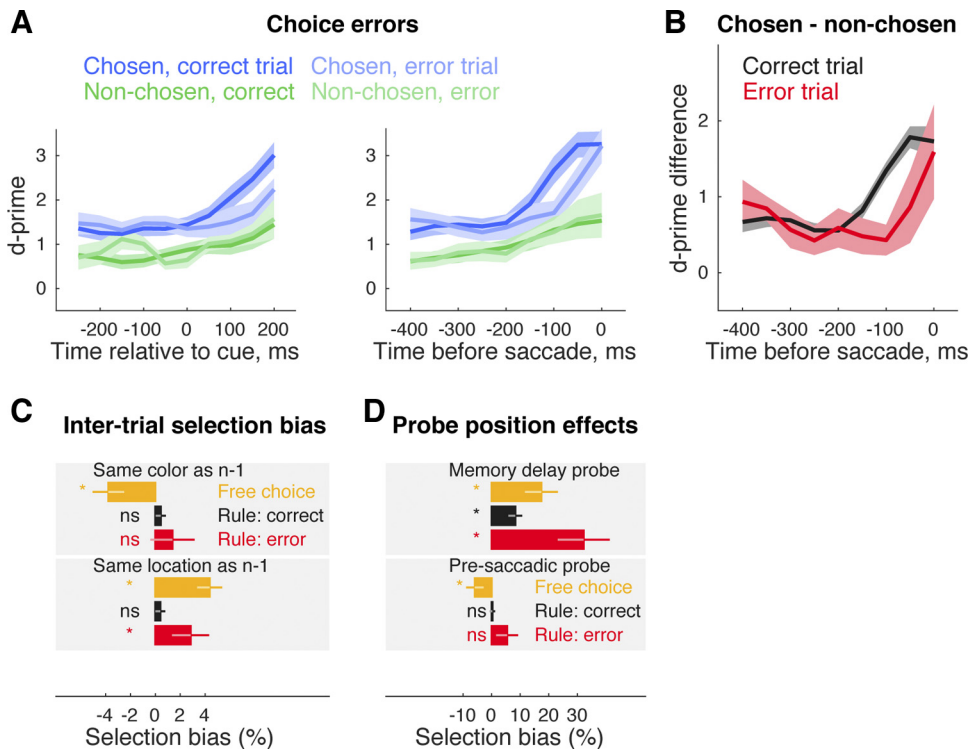 A
Choice errors
Chosen, correct trial Chosen, error trial
Non-chosen, correct Non-chosen, error
d-prime
3
2
1
0
-200 -100 0 100 200
Time relative to cue, ms
3
2
1
0
-400 -300 -200 -100 0
Time before saccade, ms
B
Chosen - non-chosen
Correct trial
Error trial
d-prime difference
2
1
0
-400 -300 -200 -100 0
Time before saccade, ms
C
Inter-trial selection bias
Same color as n-1
* Free choice
ns Rule: correct
ns Rule: error
Same location as n-1
*
ns
*
-4 -2 0 2 4
Selection bias (%)
D
Probe position effects
Memory delay probe
*
*
*
Pre-saccadic probe
* Free choice
ns Rule: correct
ns Rule: error
-10 0 10 20 30
Selection bias (%)